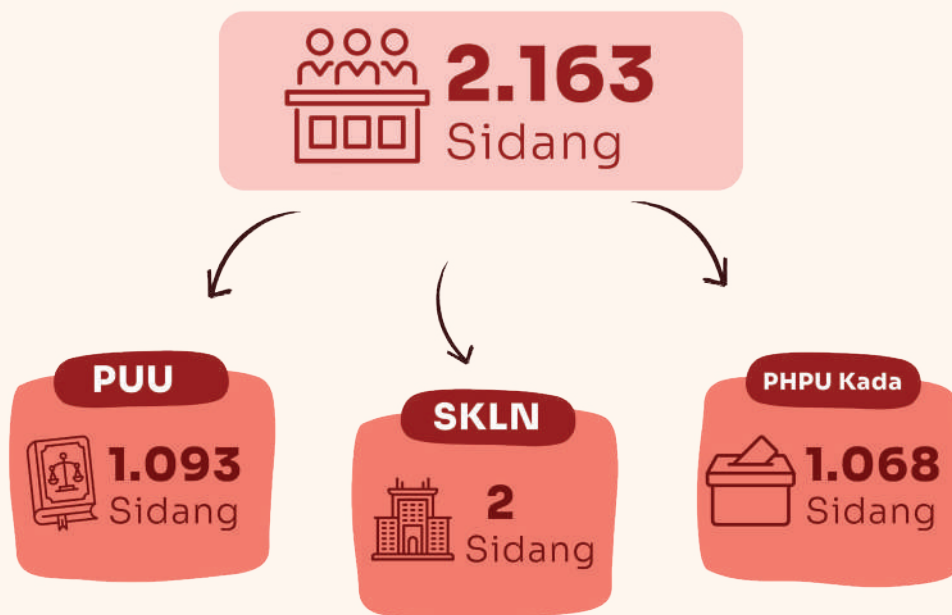 2.163
Sidang
PUU
1.093
Sidang
SKLN
2
Sidang
PHPU Kada
1.068
Sidang